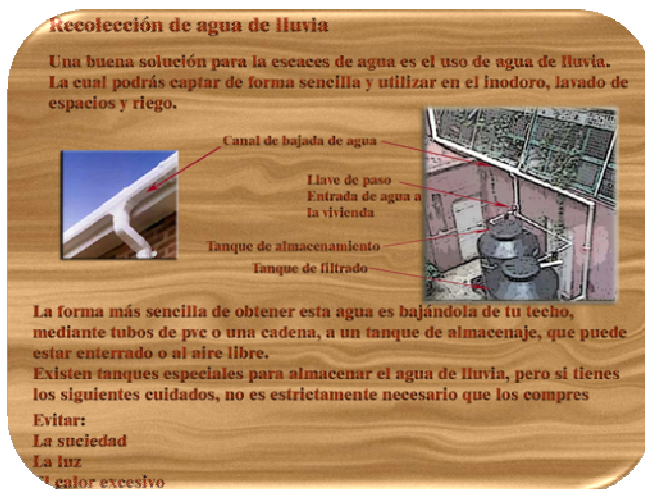 Recolección de agua de lluvia
Una buena solución para la escaces de agua es el uso de agua de lluvia.
La cual podrás captar de forma sencilla y utilizar en el inodoro, lavado de
espacios y riego.
Canal de bajada de agua
Llave de paso
Entrada de agua a
la vivienda
Tanque de almacenamiento
Tanque de filtrado
La forma más sencilla de obtener esta agua es bajándola de tu techo,
mediante tubos de pvc o una cadena, a un tanque de almacenaje, que puede
estar enterrado o al aire libre.
Existen tanques especiales para almacenar el agua de lluvia, pero si tienes
los siguientes cuidados, no es estrictamente necesario que los compres
Evitar:
La suciedad
La luz
El calor excesivo